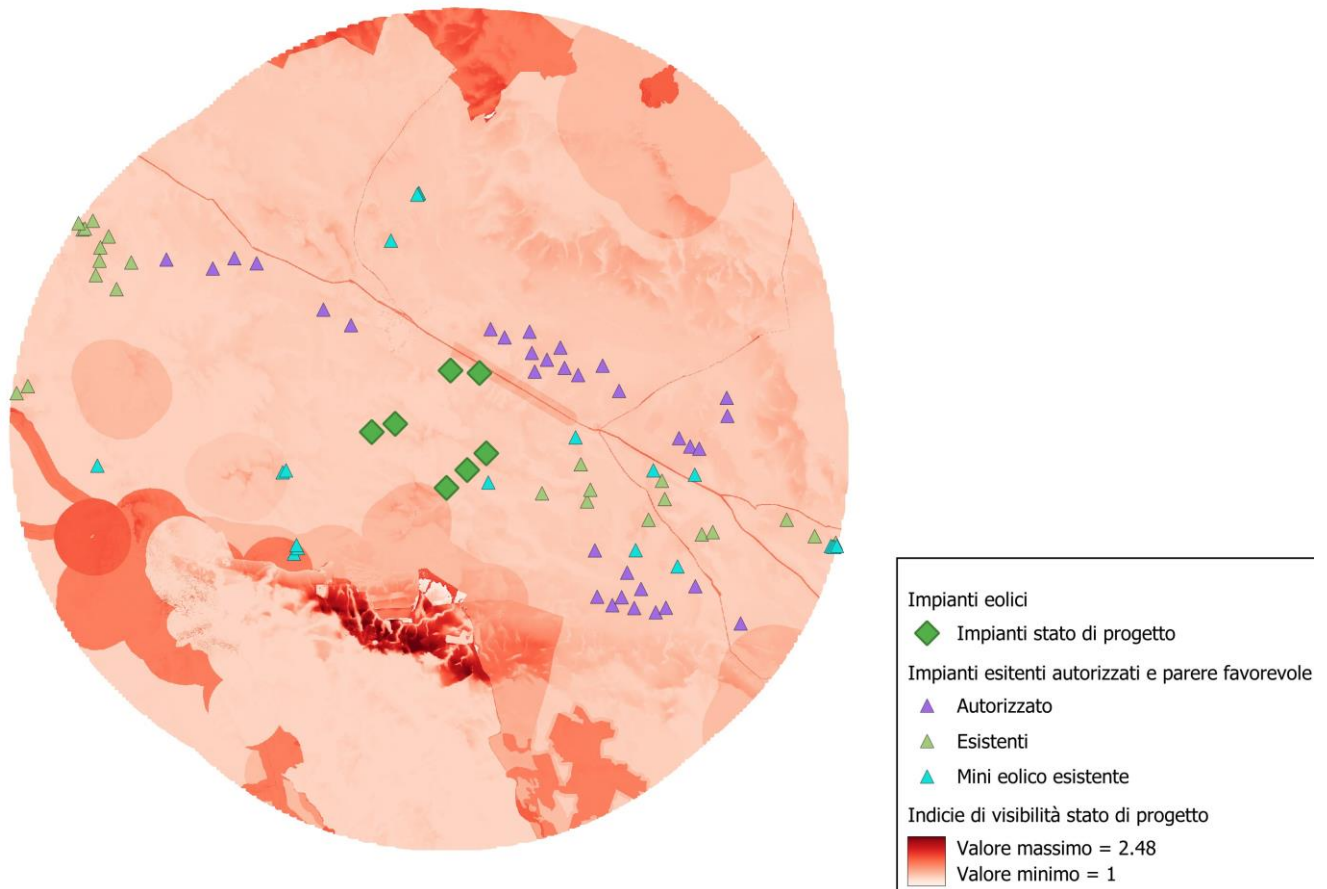 Impianti eolici
Impianti stato di progetto
Impianti esitenti autorizzati e parere favorevole
Autorizzato
Esistenti
Mini eolico esistente
Indicie di visibilità stato di progetto
Valore massimo = 2.48
Valore minimo = 1